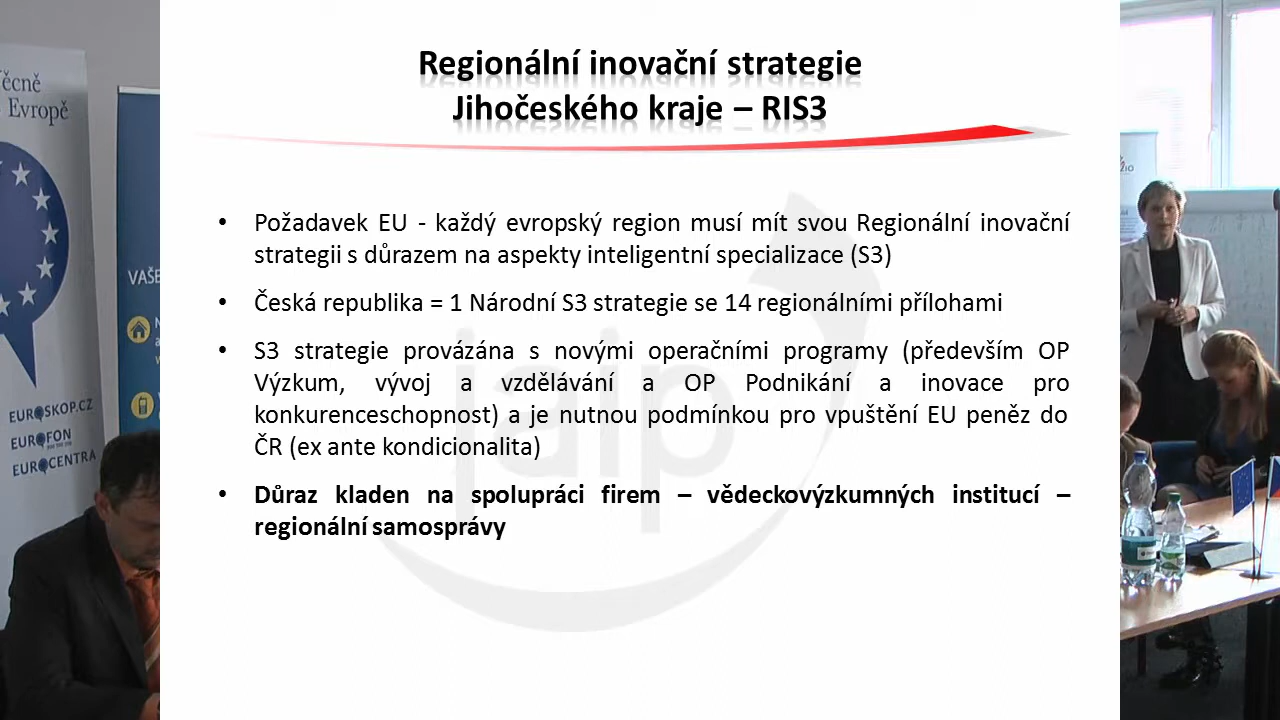 Regionální inovační strategie
Jihočeského kraje – RIS3
• Požadavek EU - každý evropský region musí mít svou Regionální inovační
strategii s důrazem na aspekty inteligentní specializace (S3)
• Česká republika = 1 Národní S3 strategie se 14 regionálními přílohami
• S3 strategie provázána s novými operačními programy (především OP
Výzkum, vývoj a vzdělávání a OP Podnikání a inovace pro
konkurenceschopnost) a je nutnou podmínkou pro vpuštění EU peněz do
ČR (ex ante kondicionalita)
• Důraz kladen na spolupráci firem – vědeckovýzkumných institucí –
regionální samosprávy
jaip
Evropě
VAŠE
EUROSKOP.CZ
EUROFON
EUROCENTRA